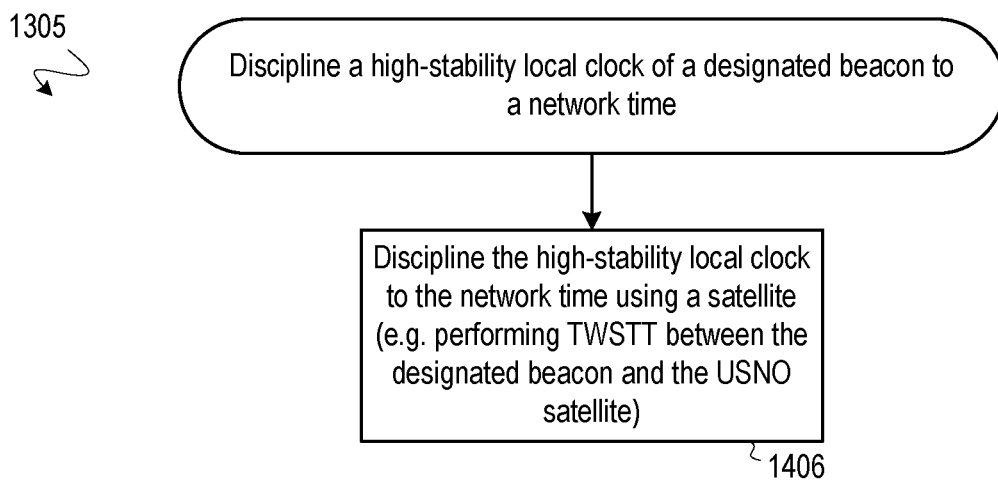 1305
Discipline a high-stability local clock of a designated beacon to
a network time
Discipline the high-stability local clock
to the network time using a satellite
(e.g. performing TWSTT between the
designated beacon and the USNO
satellite)
1406